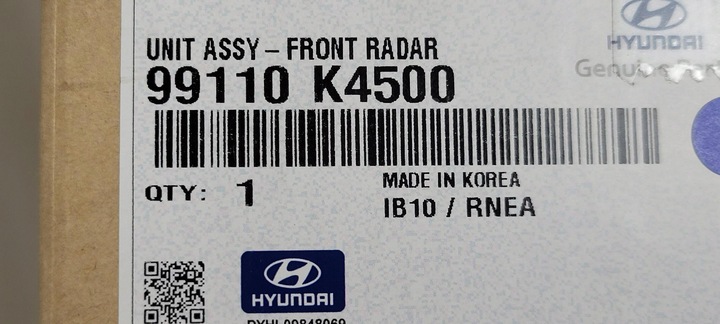 HYUNDAI
UNIT ASSY – FRONT RADAR
99110 K4500
QTY: 1
MADE IN KOREA
IB10 / RNEA
HYUNDAI